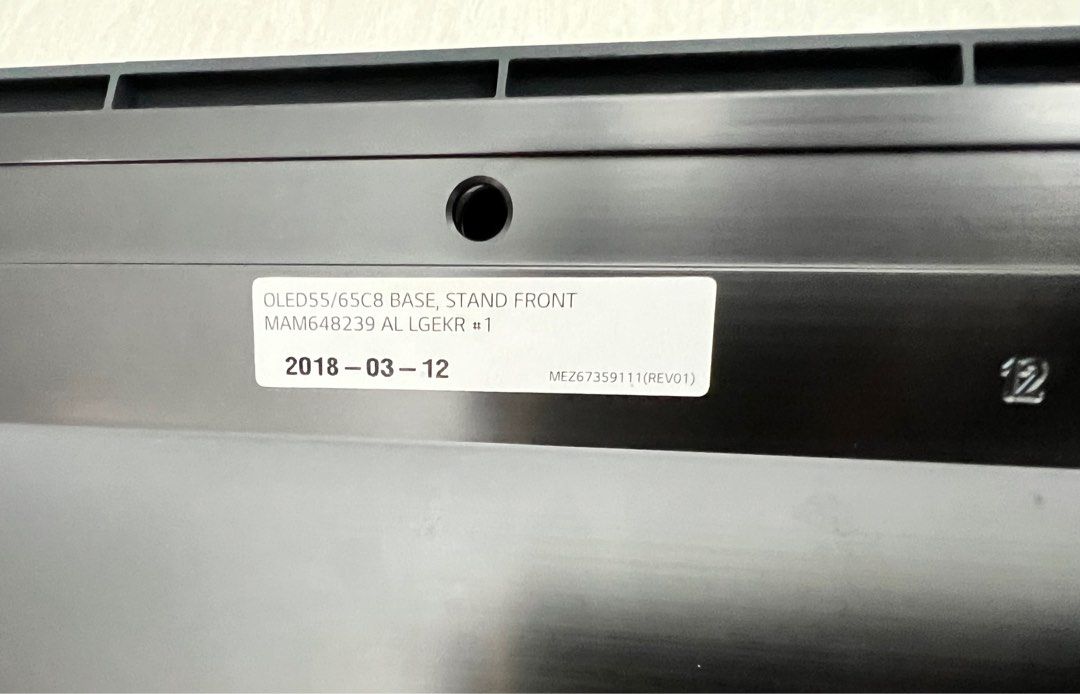 OLED55/65C8 BASE, STAND FRONT
MAM648239 AL LGEKR #1
2018-03-12
MEZ67359111(REV01)
12